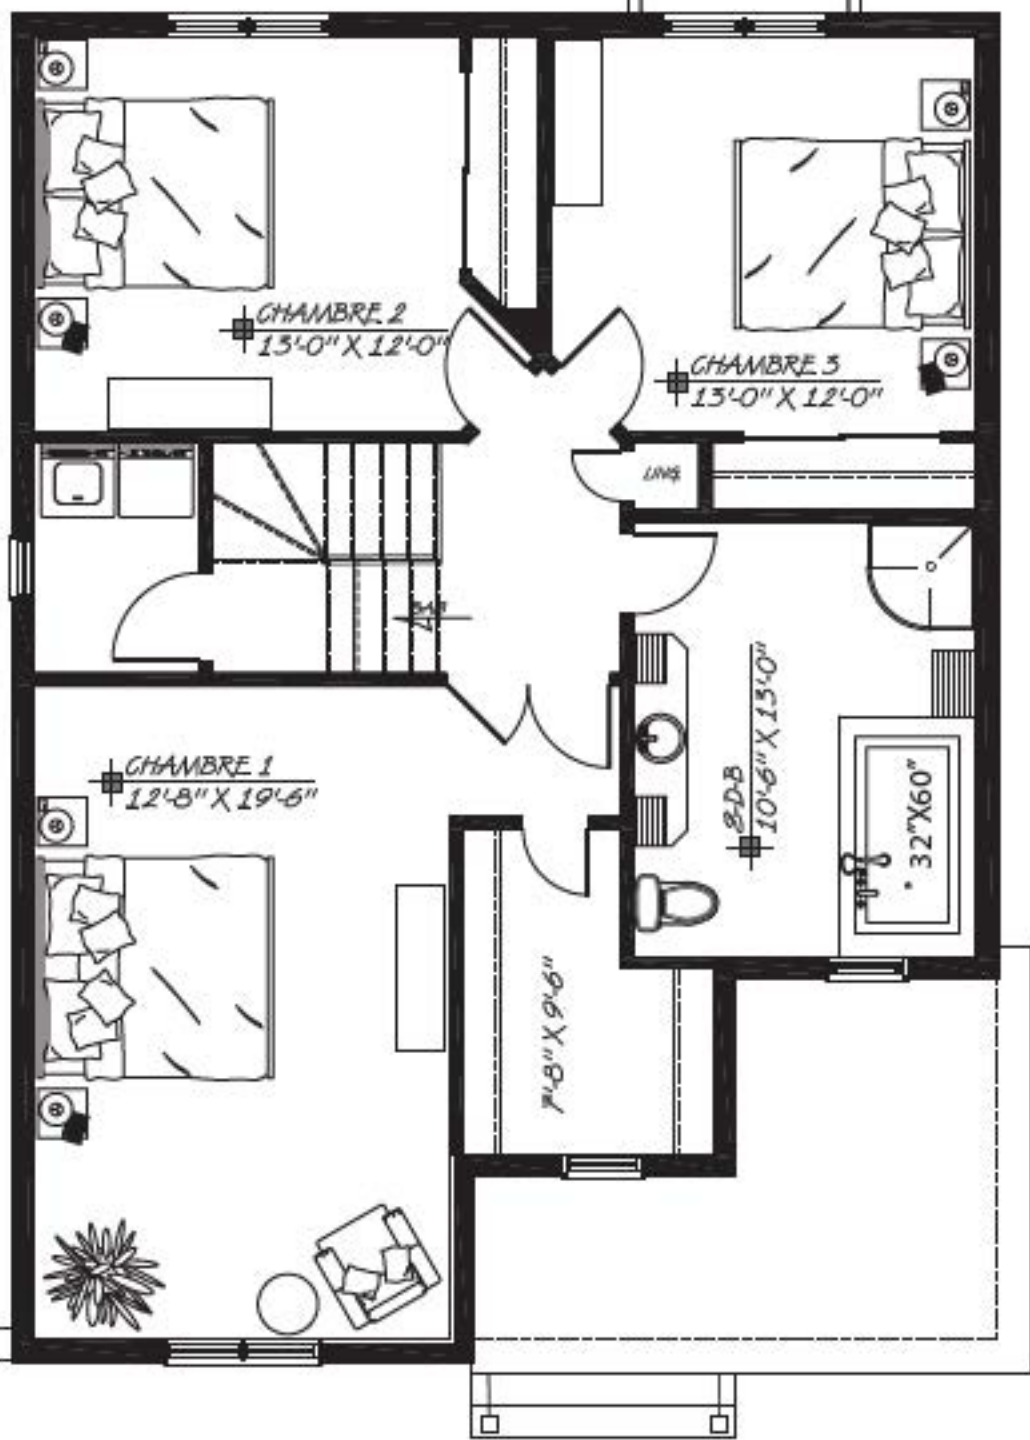 CHAMBRE 2
13'-0" X 12'-0"
CHAMBRE 3
13'-0" X 12'-0"
LING.
CHAMBRE 1
12'-8" X 19'-6"
S-D-B
10'-6" X 13'-0"
32"X60"
7'-8" X 9'-6"